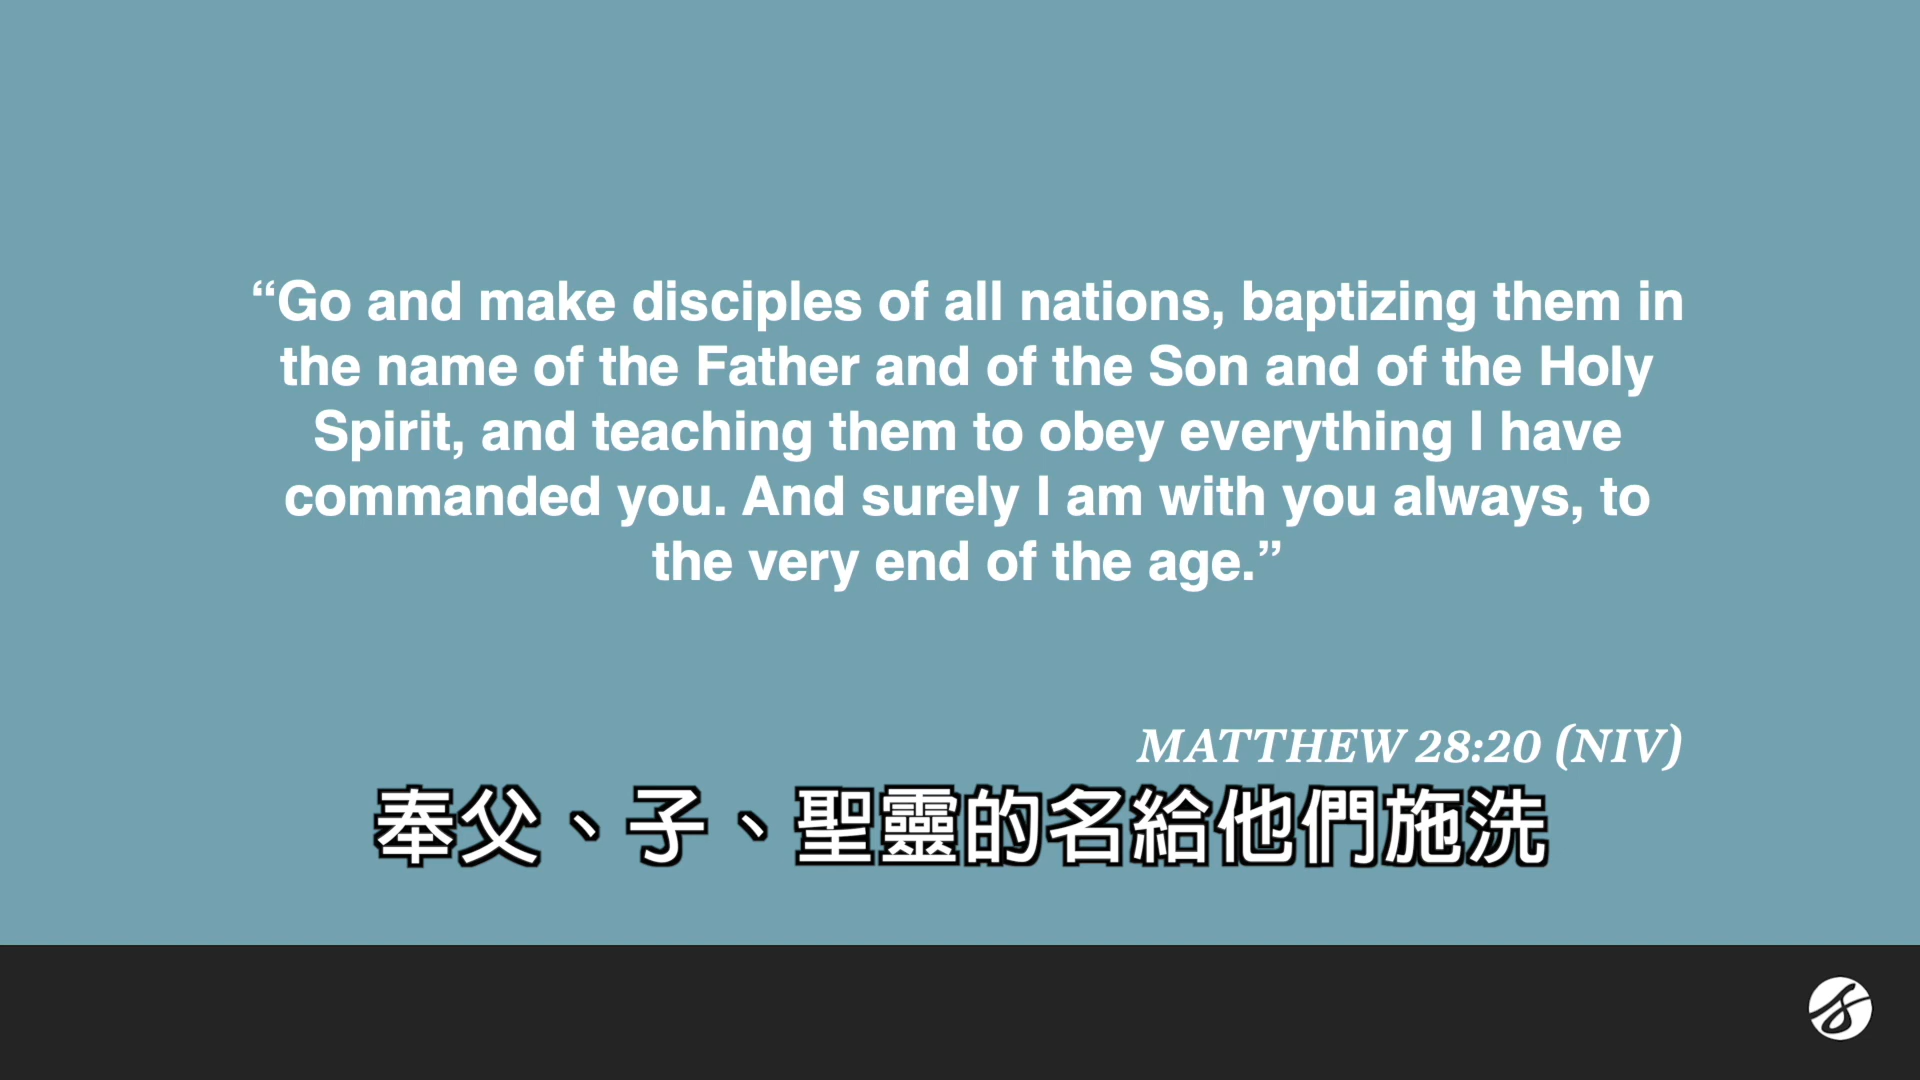 “Go and make disciples of all nations, baptizing them in
the name of the Father and of the Son and of the Holy
Spirit, and teaching them to obey everything I have
commanded you. And surely I am with you always, to
the very end of the age.”
MATTHEW 28:20 (NIV)
奉父、子、聖靈的名給他們施洗